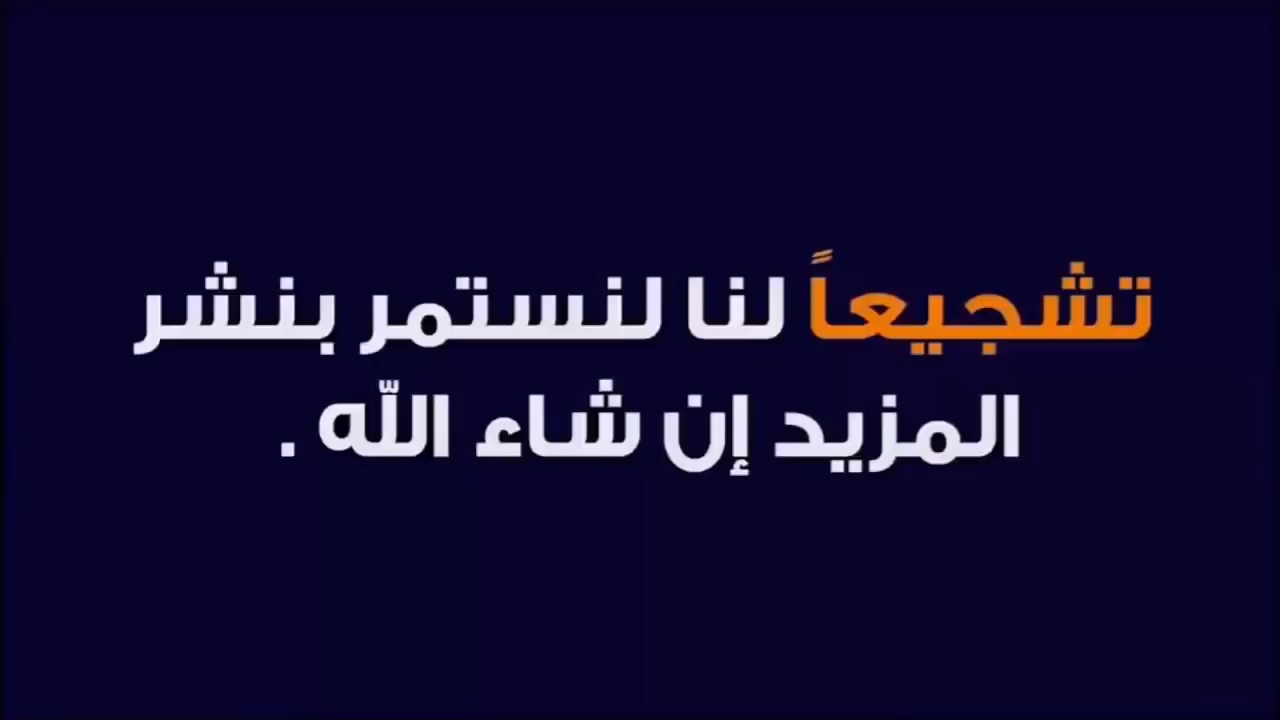 تشجيعاً لنا لنستمر بنشر
المزيد إن شاء اللّه .